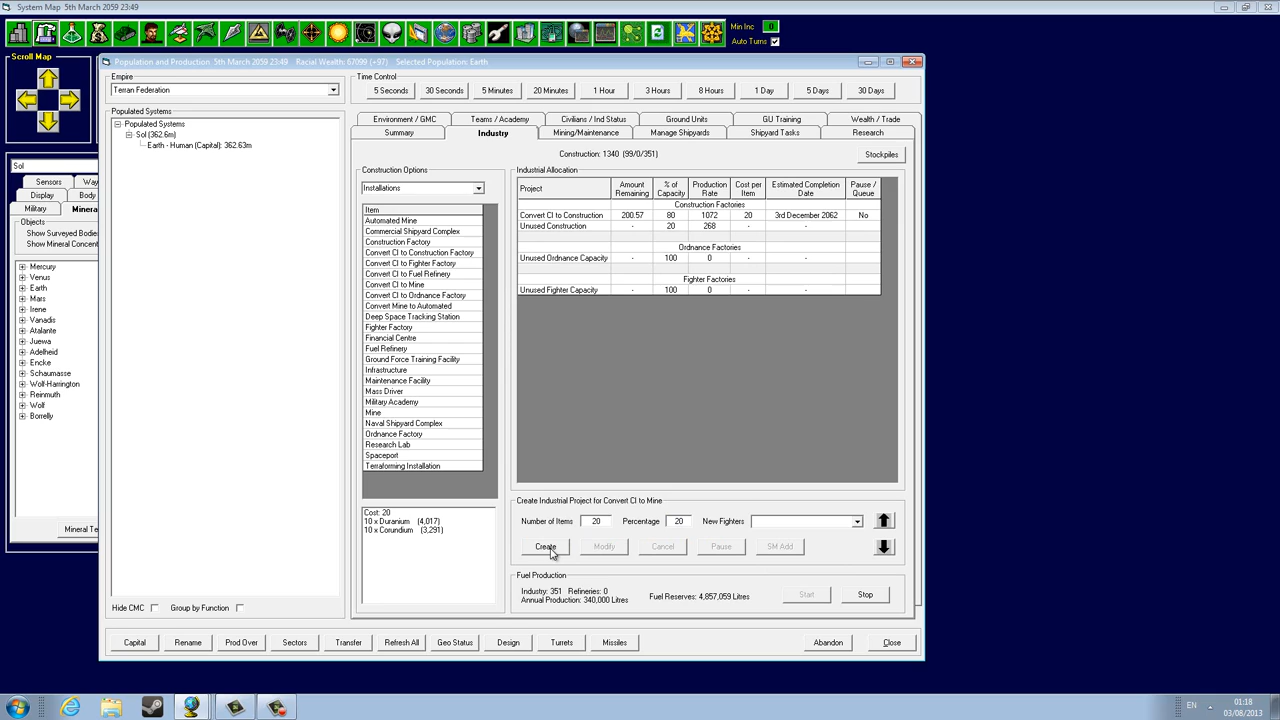 System Map 5th March 2059 23:49
Min Inc 0
Auto Turns
Scroll Map
Population and Production 5th March 2059 23:49 Racial Wealth: 67099 (+97) Selected Population: Earth
Empire
Terran Federation
Time Control
5 Seconds 30 Seconds 5 Minutes 20 Minutes 1 Hour 3 Hours 8 Hours 1 Day 5 Days 30 Days
Populated Systems
Populated Systems
Sol (362.6m)
Earth - Human (Capital): 362.63m
Environment / GMC Teams / Academy Civilians / Ind Status Ground Units GU Training Wealth / Trade
Summary Industry Mining/Maintenance Manage Shipyards Shipyard Tasks Research
Construction: 1340 (99/0/351)
Stockpiles
Sol
Sensors
Display Body
Military
Objects
Show Surveyed Bodies
Mercury
Venus
Earth
Mars
Irene
Vanadis
Atalante
Juewa
Adelheid
Encke
Schaumasse
Wolf-Harrington
Reinmuth
Wolf
Borrelly
Construction Options
Installations
Item
Automated Mine
Commercial Shipyard Complex
Construction Factory
Convert CI to Construction Factory
Convert CI to Fighter Factory
Convert CI to Fuel Refinery
Convert CI to Mine
Convert CI to Ordnance Factory
Convert Mine to Automated
Deep Space Tracking Station
Fighter Factory
Financial Centre
Fuel Refinery
Ground Force Training Facility
Infrastructure
Maintenance Facility
Mass Driver
Military Academy
Mine
Naval Shipyard Complex
Ordnance Factory
Research Lab
Spaceport
Terraforming Installation
Cost: 20
10 x Duranium (4,017)
10 x Corundium (3,291)
Industrial Allocation
Project Amount Remaining % of Capacity Production Rate Cost per Item Estimated Completion Date Pause / Queue
Construction Factories
Convert CI to Construction 200.57 80 1072 20 3rd December 2062 No
Unused Construction - 20 268 - -
Ordnance Factories
Unused Ordnance Capacity - 100 0 - -
Fighter Factories
Unused Fighter Capacity - 100 0 - -
Create Industrial Project for Convert CI to Mine
Number of Items 20 Percentage 20 New Fighters
Create Modify Cancel Pause SM Add
Fuel Production
Industry: 351 Refineries: 0
Annual Production: 340,000 Litres
Fuel Reserves: 4,857,059 Litres
Start Stop
Hide CMC Group by Function
Capital Rename Prod Over Sectors Transfer Refresh All Geo Status Design Turrets Missiles Abandon Close
EN
01:18
03/08/2013